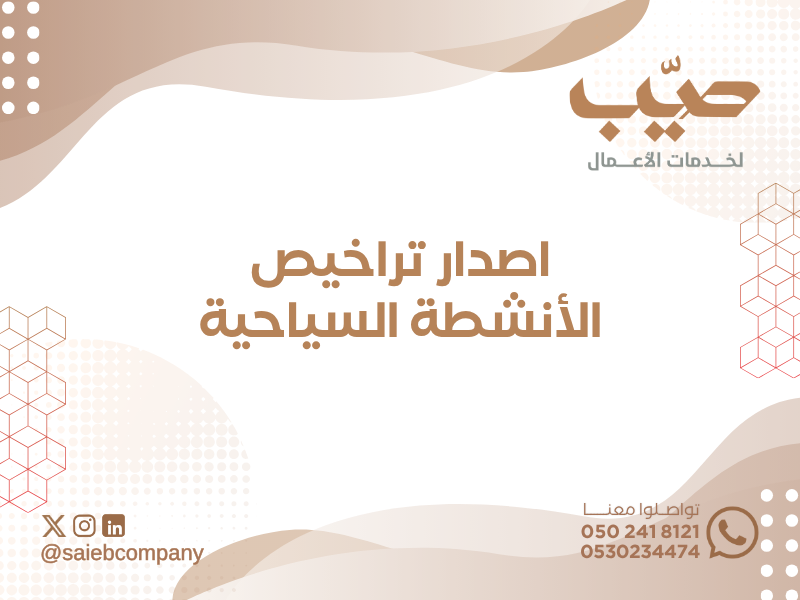 صيّب
لخدمات الأعمال
اصدار تراخيص
الأنشطة السياحية
تواصلوا معنا
050 241 8121
0530234474
@saiebcompany